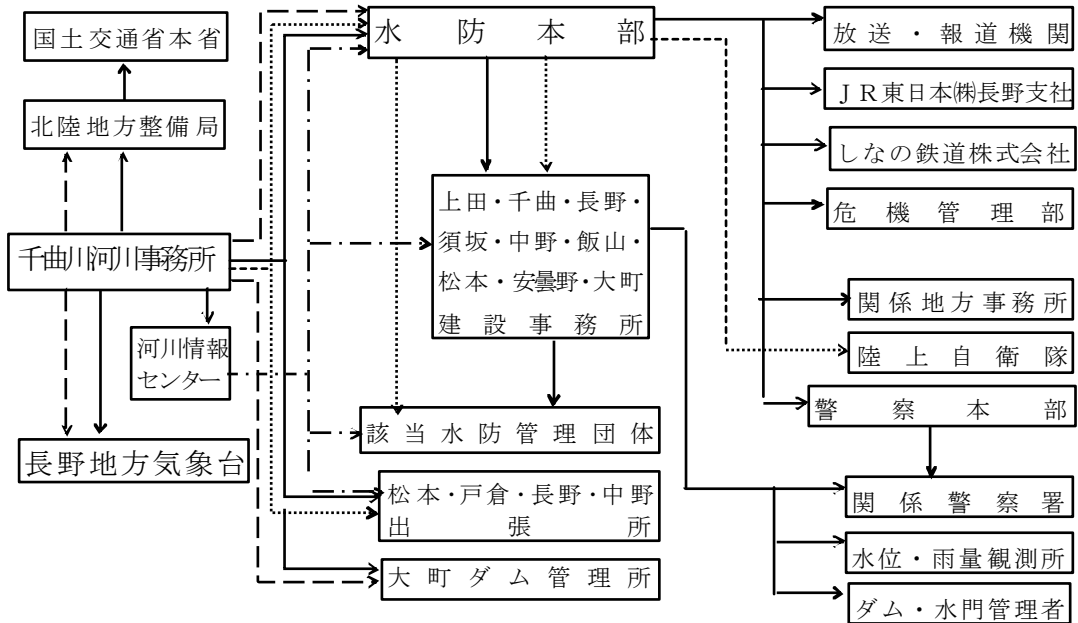 国土交通省本省
北陸地方整備局
千曲川河川事務所
河川情報
センター
長野地方気象台
水防本部
上田・千曲・長野・
須坂・中野・飯山・
松本・安曇野・大町
建設事務所
該当水防管理団体
松本・戸倉・長野・中野
出張所
大町ダム管理所
放送・報道機関
ＪＲ東日本㈱長野支社
しなの鉄道株式会社
危機管理部
関係地方事務所
陸上自衛隊
警察本部
関係警察署
水位・雨量観測所
ダム・水門管理者